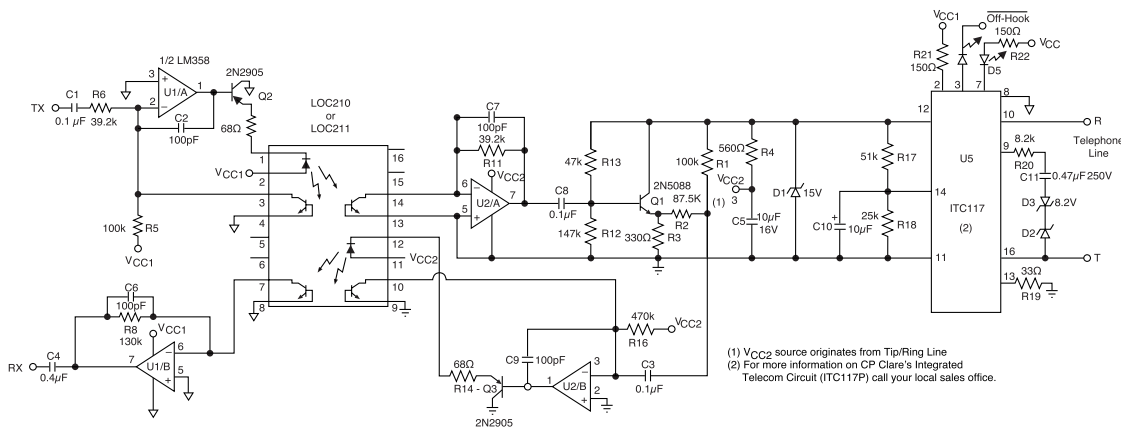 1/2 LM358
3
+
U1/A
1
2
−
2N2905
Q2
TX
C1
R6
0.1 µF
39.2k
C2
100pF
68Ω
LOC210
or
LOC211
VCC1
1
2
3
4
5
6
7
8
16
15
14
13
12
11
10
9
VCC2
100k
R5
VCC1
C6
100pF
R8
130k
VCC1
RX
C4
0.4µF
7
U1/B
6
−
5
+
C7
100pF
39.2k
R11
VCC2
6
−
5
+
U2/A
7
C8
0.1µF
47k
R13
147k
R12
2N5088
Q1
87.5K
R2
330Ω
R3
100k
R1
(1)
560Ω
R4
VCC2
3
C5
10µF
16V
D1
15V
51k
R17
C10
+
10µF
25k
R18
VCC1
R21
150Ω
Off-Hook
150Ω
VCC
R22
D5
2
3
7
8
12
10
9
14
11
16
13
U5
ITC117
(2)
R
Telephone
Line
8.2k
R20
C11
0.47µF 250V
D3
8.2V
D2
T
33Ω
R19
470k
R16
VCC2
C9
100pF
68Ω
R14 - Q3
2N2905
1
U2/B
3
−
2
+
C3
0.1µF
(1) VCC2 source originates from Tip/Ring Line
(2) For more information on CP Clare's Integrated
Telecom Circuit (ITC117P) call your local sales office.